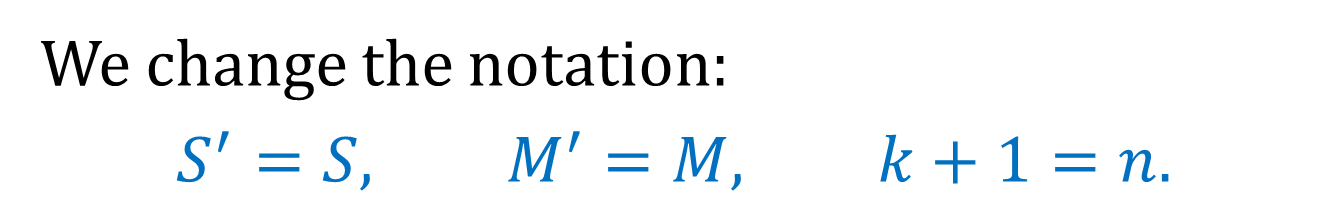 We change the notation:
S′ = S, M′ = M, k + 1 = n.